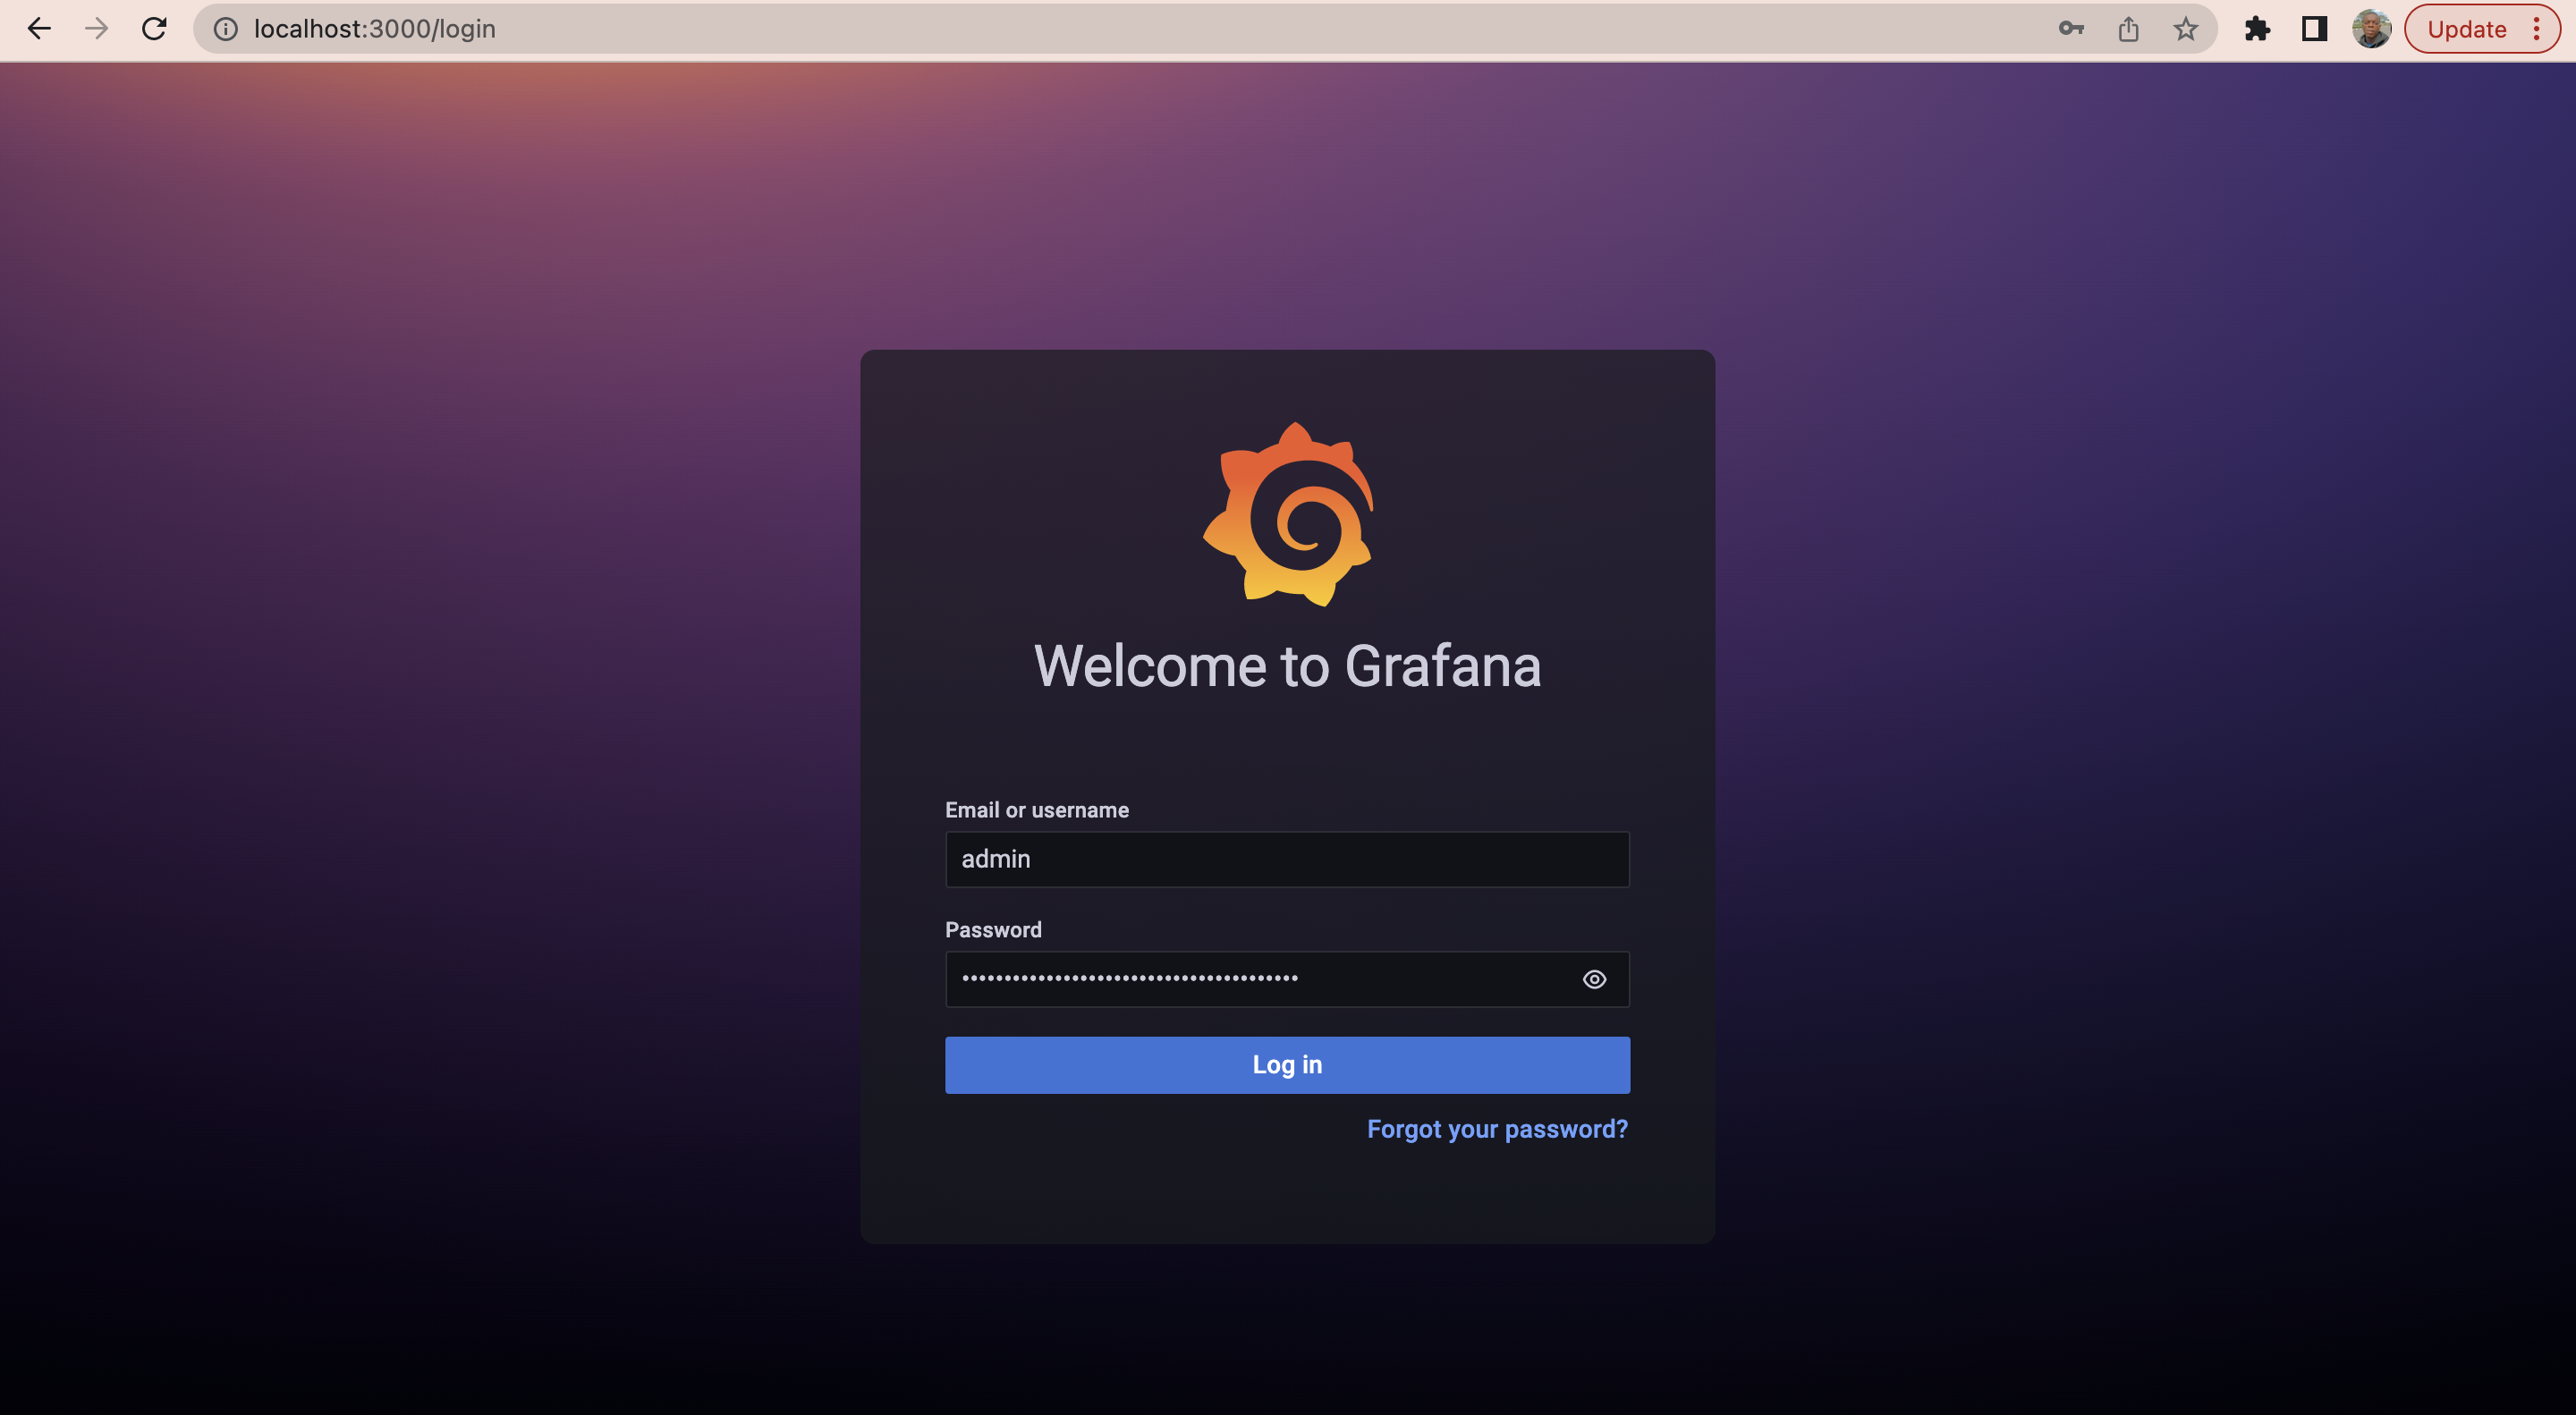 localhost:3000/login
Update
Welcome to Grafana
Email or username
admin
Password
••••••••••••••••••••••••••••••••••••••••
Log in
Forgot your password?